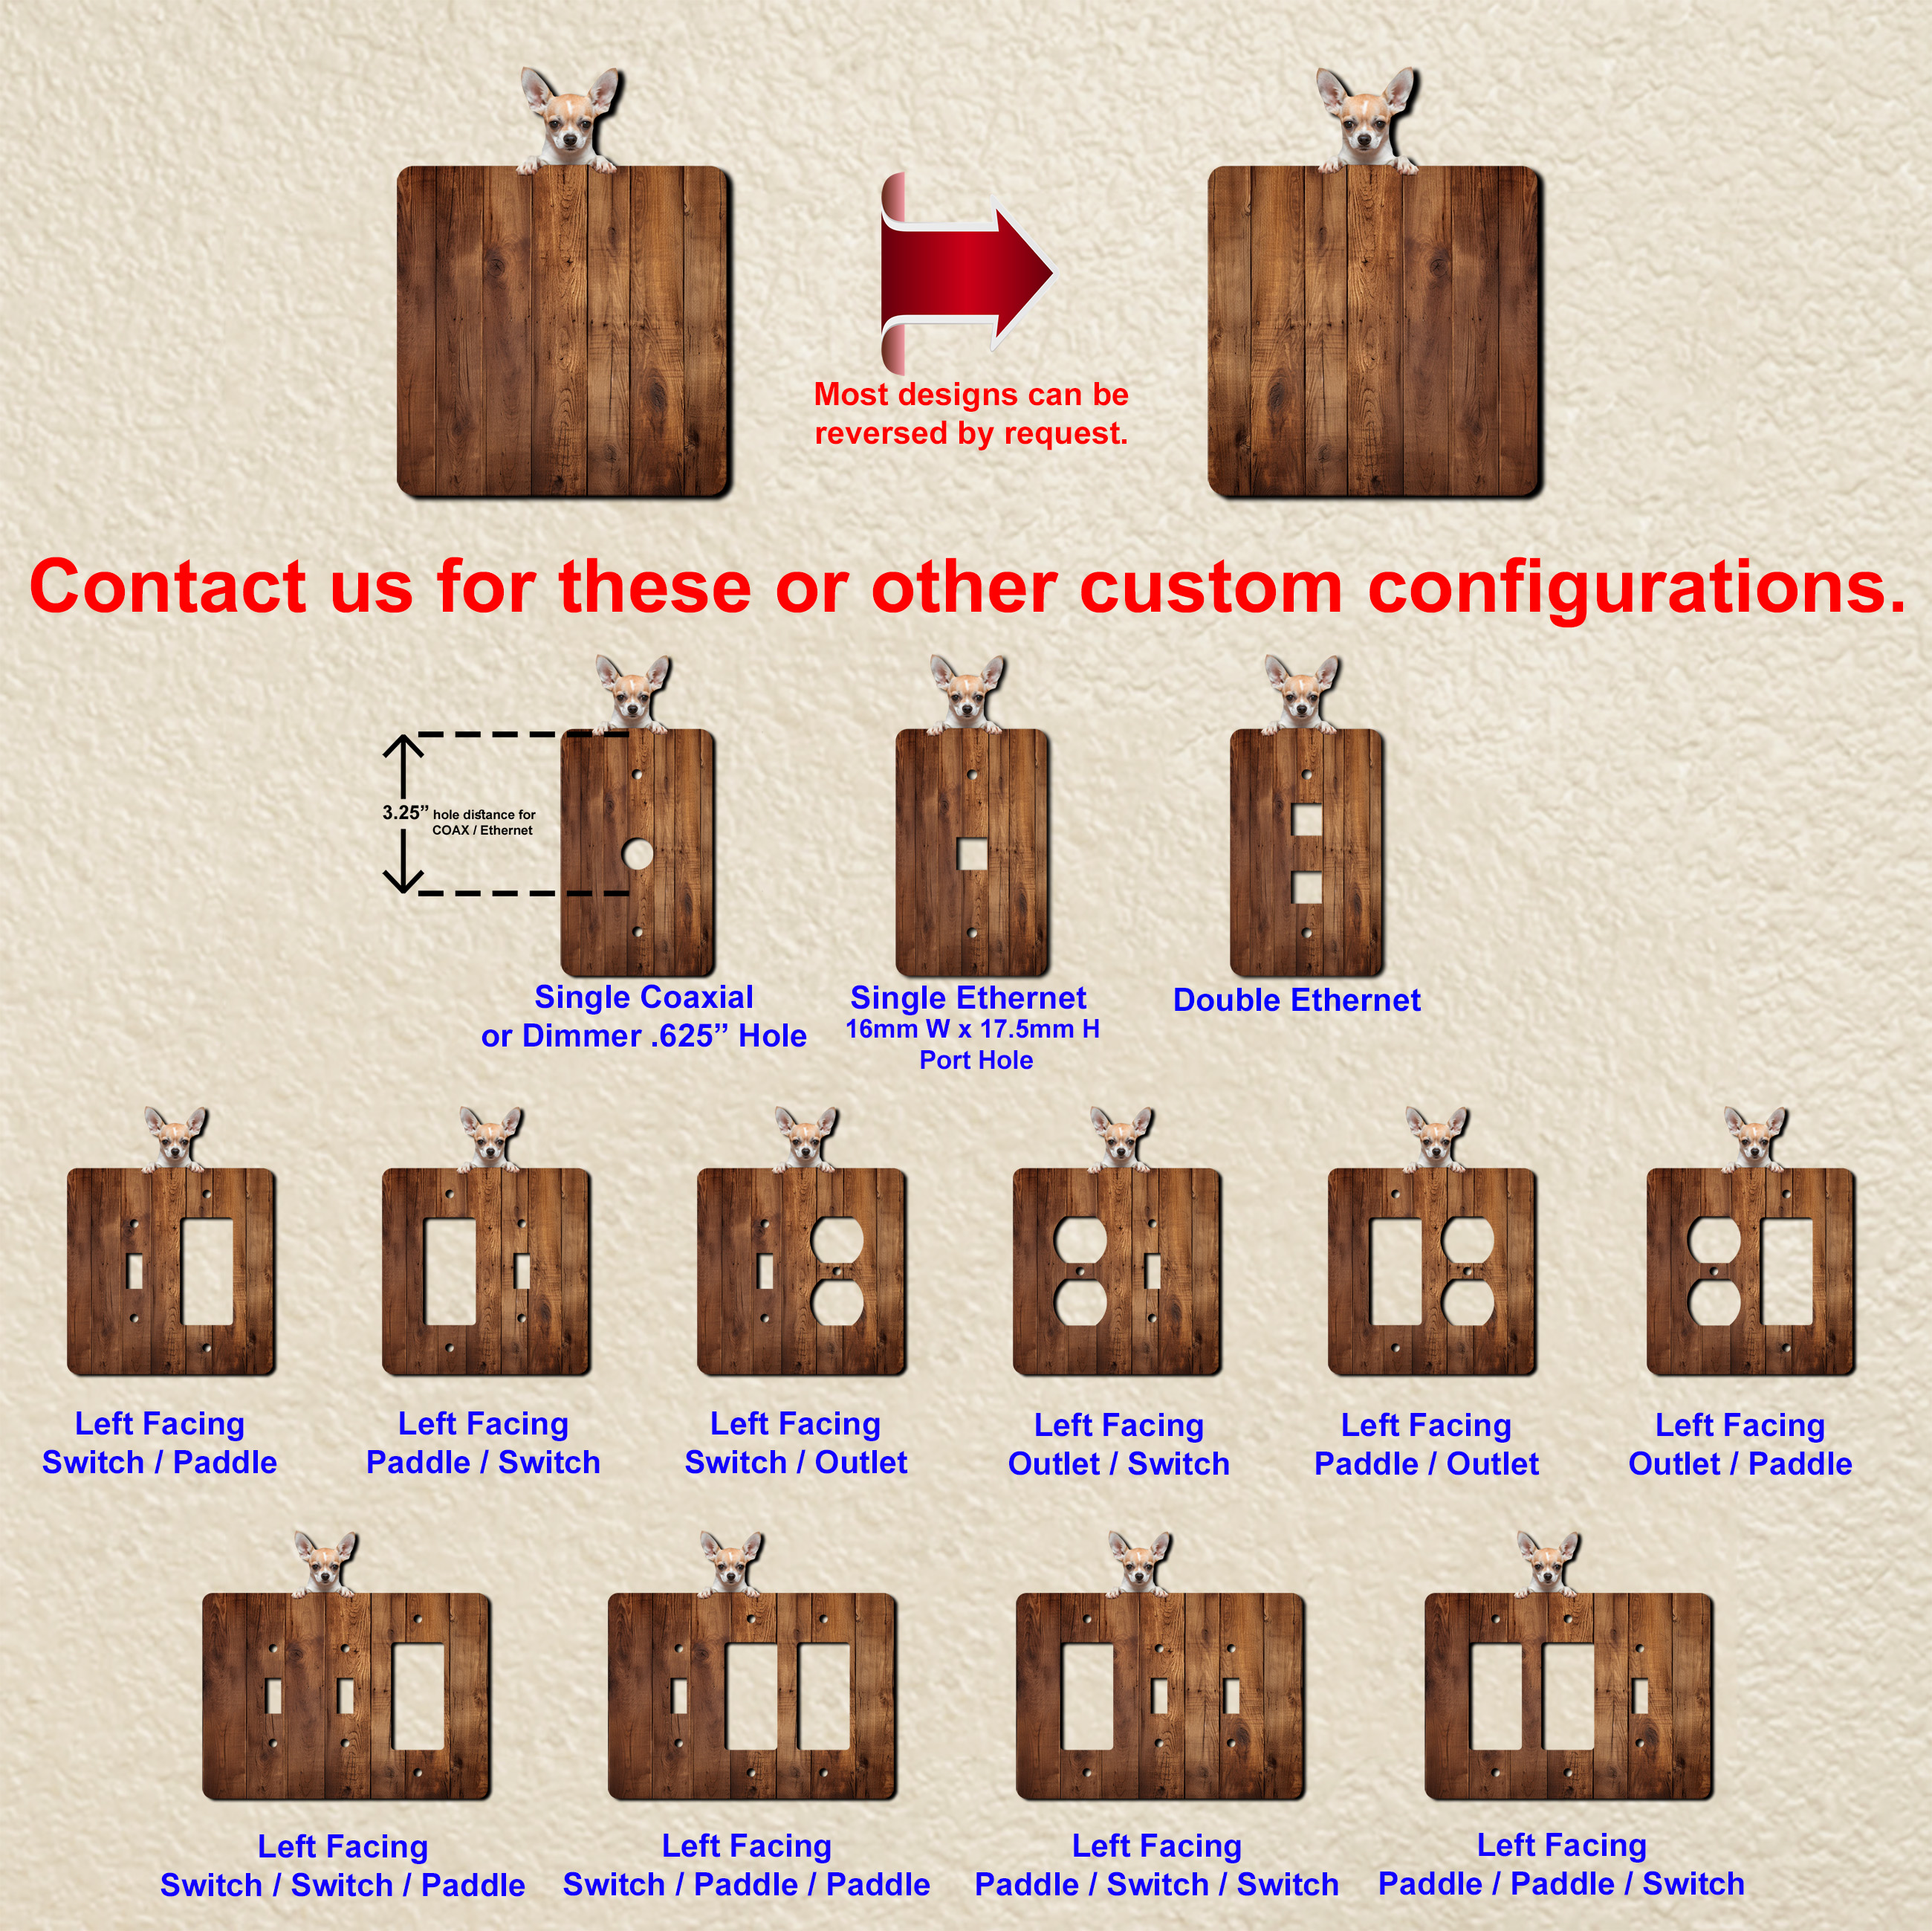 Most designs can be
reversed by request.
Contact us for these or other custom configurations.
3.25” hole distance for
COAX / Ethernet
Single Coaxial
or Dimmer .625” Hole
Single Ethernet
16mm W x 17.5mm H
Port Hole
Double Ethernet
Left Facing
Switch / Paddle
Left Facing
Paddle / Switch
Left Facing
Switch / Outlet
Left Facing
Outlet / Switch
Left Facing
Paddle / Outlet
Left Facing
Outlet / Paddle
Left Facing
Switch / Switch / Paddle
Left Facing
Switch / Paddle / Paddle
Left Facing
Paddle / Switch / Switch
Left Facing
Paddle / Paddle / Switch